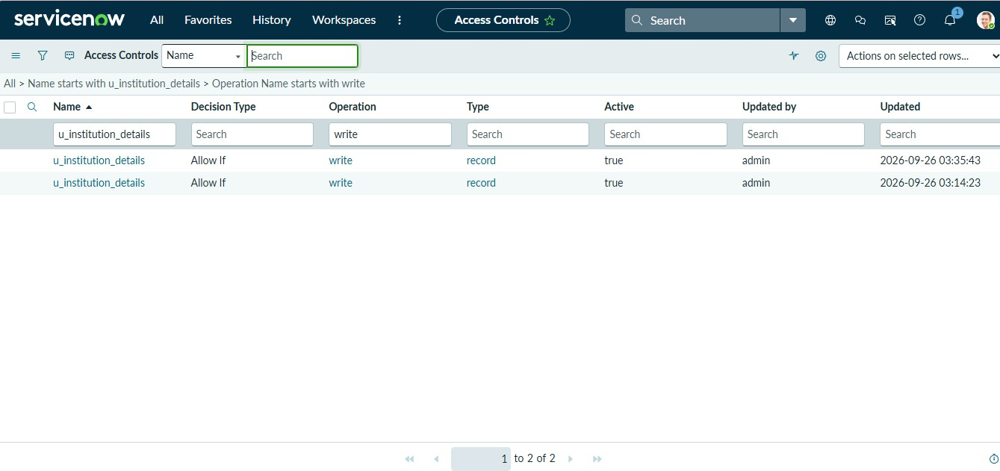 servicenow All Favorites History Workspaces Access Controls Search 1
Access Controls Name Search Actions on selected rows...
All > Name starts with u_institution_details > Operation Name starts with write
Name Decision Type Operation Type Active Updated by Updated
u_institution_details Search write Search Search Search Search
u_institution_details Allow If write record true admin 2026-09-26 03:35:43
u_institution_details Allow If write record true admin 2026-09-26 03:14:23
1 to 2 of 2